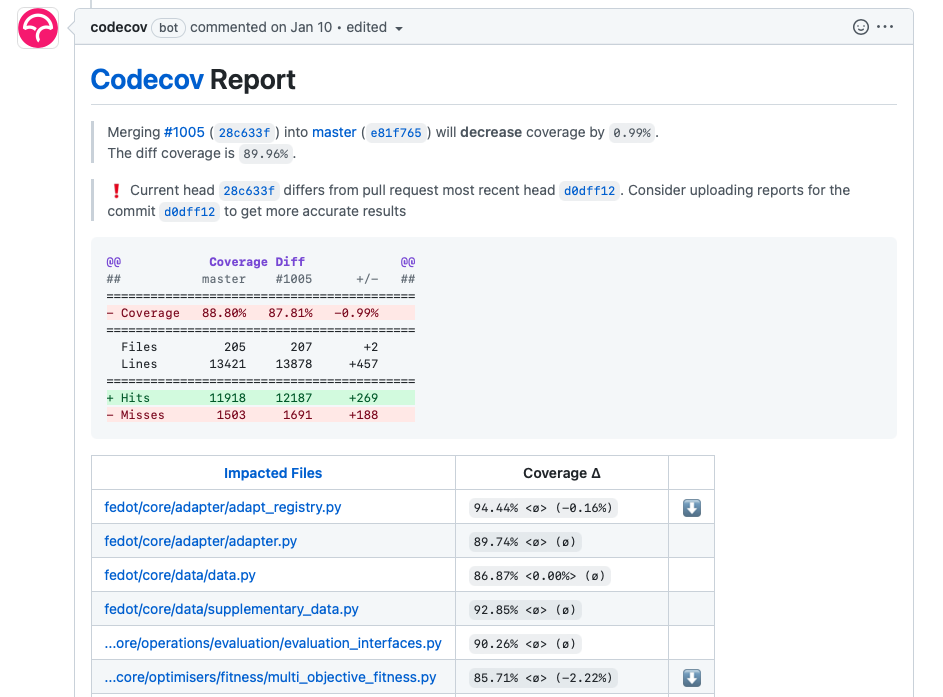 codecov bot commented on Jan 10 • edited
Codecov Report
Merging #1005 (28c633f) into master (e81f765) will decrease coverage by 0.99%.
The diff coverage is 89.96%.
❗ Current head 28c633f differs from pull request most recent head d0dff12. Consider uploading reports for the
commit d0dff12 to get more accurate results
@@ Coverage Diff @@
## master #1005 +/- ##
==========================================
- Coverage 88.80% 87.81% -0.99%
==========================================
Files 205 207 +2
Lines 13421 13878 +457
==========================================
+ Hits 11918 12187 +269
- Misses 1503 1691 +188
Impacted Files Coverage Δ
fedot/core/adapter/adapt_registry.py 94.44% <ø> (-0.16%) ⬇️
fedot/core/adapter/adapter.py 89.74% <ø> (ø)
fedot/core/data/data.py 86.87% <0.00%> (ø)
fedot/core/data/supplementary_data.py 92.85% <ø> (ø)
...ore/operations/evaluation/evaluation_interfaces.py 90.26% <ø> (ø)
...core/optimisers/fitness/multi_objective_fitness.py 85.71% <ø> (-2.22%) ⬇️